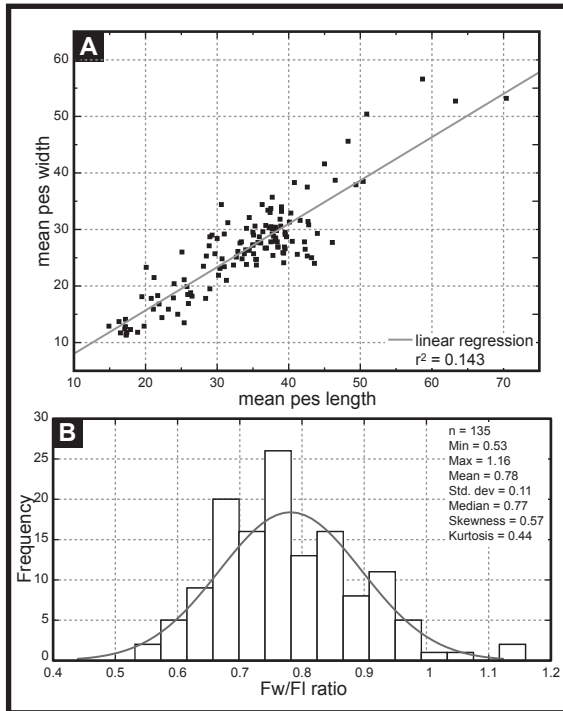 A
mean pes width
50
40
30
20
10
linear regression
r² = 0.143
10 20 30 40 50 60 70
mean pes length
B
30
25
20
15
10
5
0
Frequency
n = 135
Min = 0.53
Max = 1.16
Mean = 0.78
Std. dev = 0.11
Median = 0.77
Skewness = 0.57
Kurtosis = 0.44
0.4 0.5 0.6 0.7 0.8 0.9 1 1.1 1.2
Fw/Fl ratio